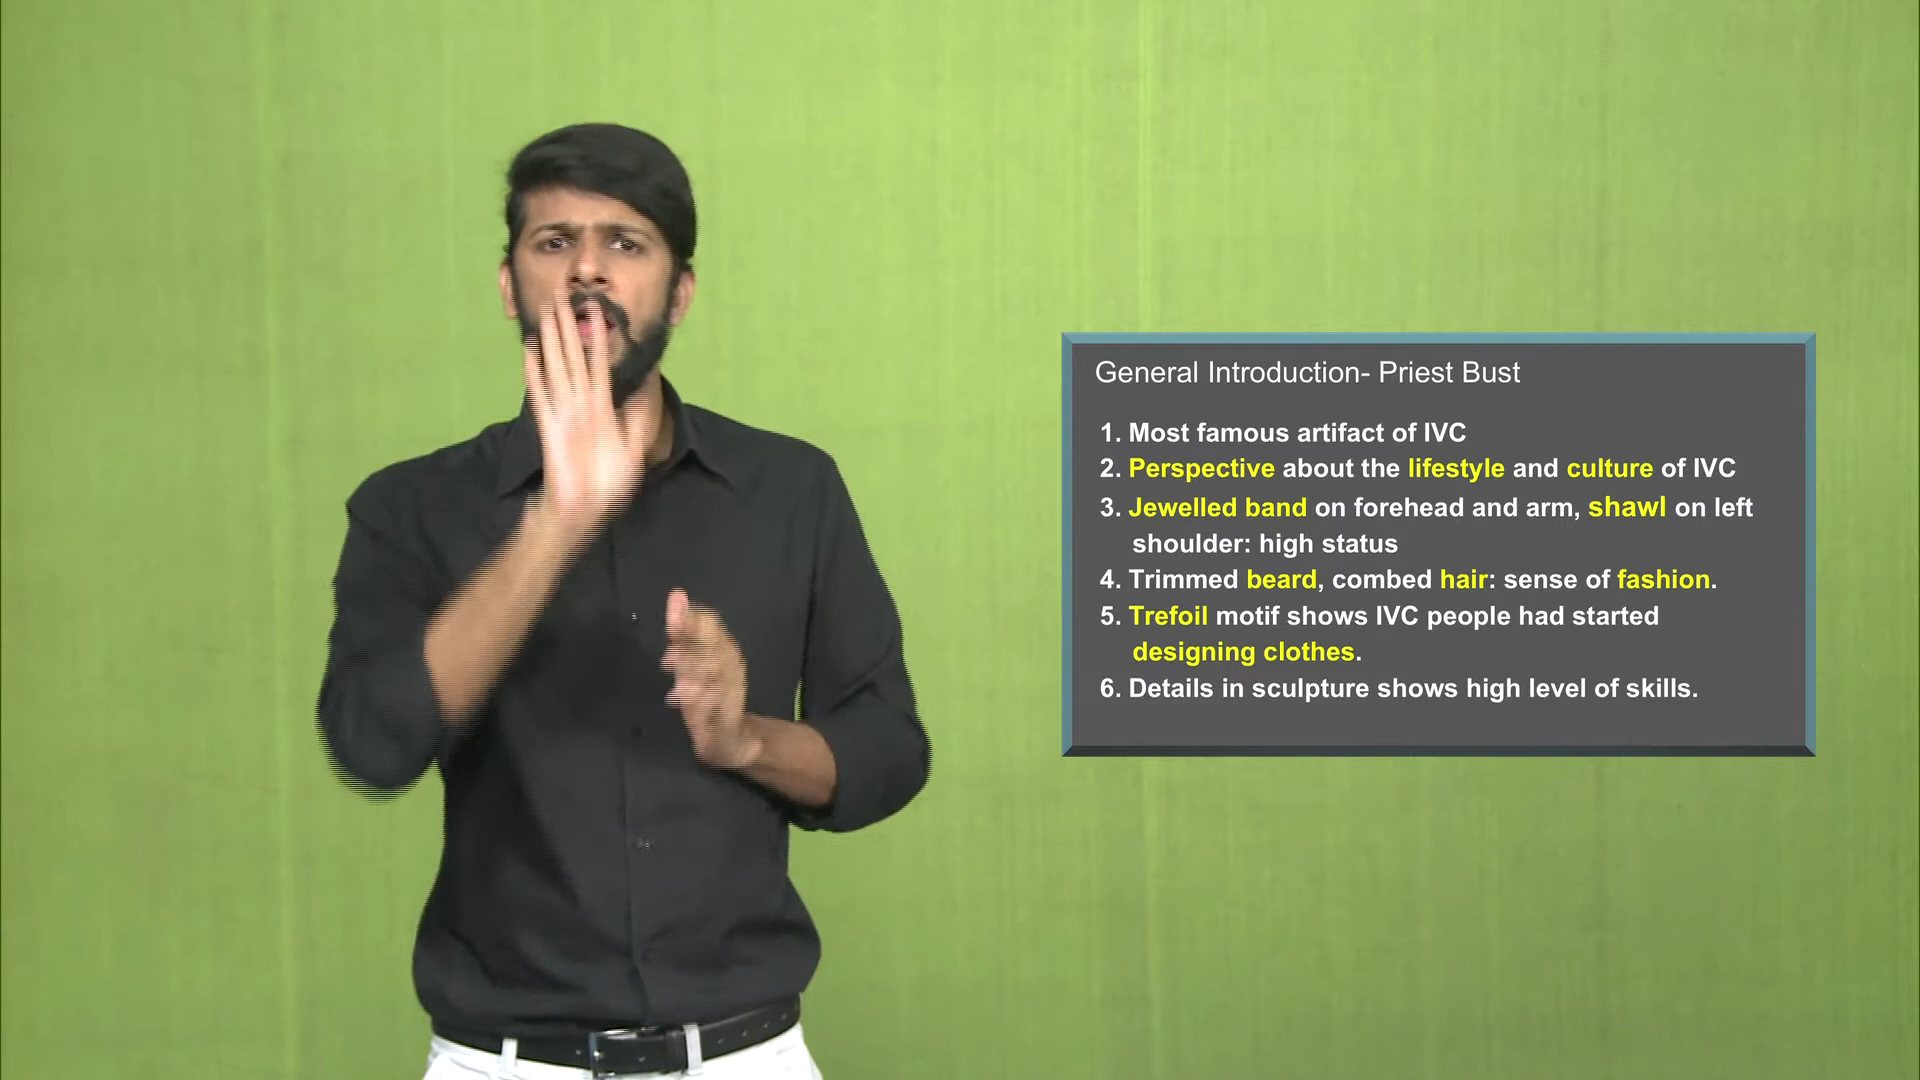 General Introduction- Priest Bust
1. Most famous artifact of IVC
2. Perspective about the lifestyle and culture of IVC
3. Jewelled band on forehead and arm, shawl on left
shoulder: high status
4. Trimmed beard, combed hair: sense of fashion.
5. Trefoil motif shows IVC people had started
designing clothes.
6. Details in sculpture shows high level of skills.